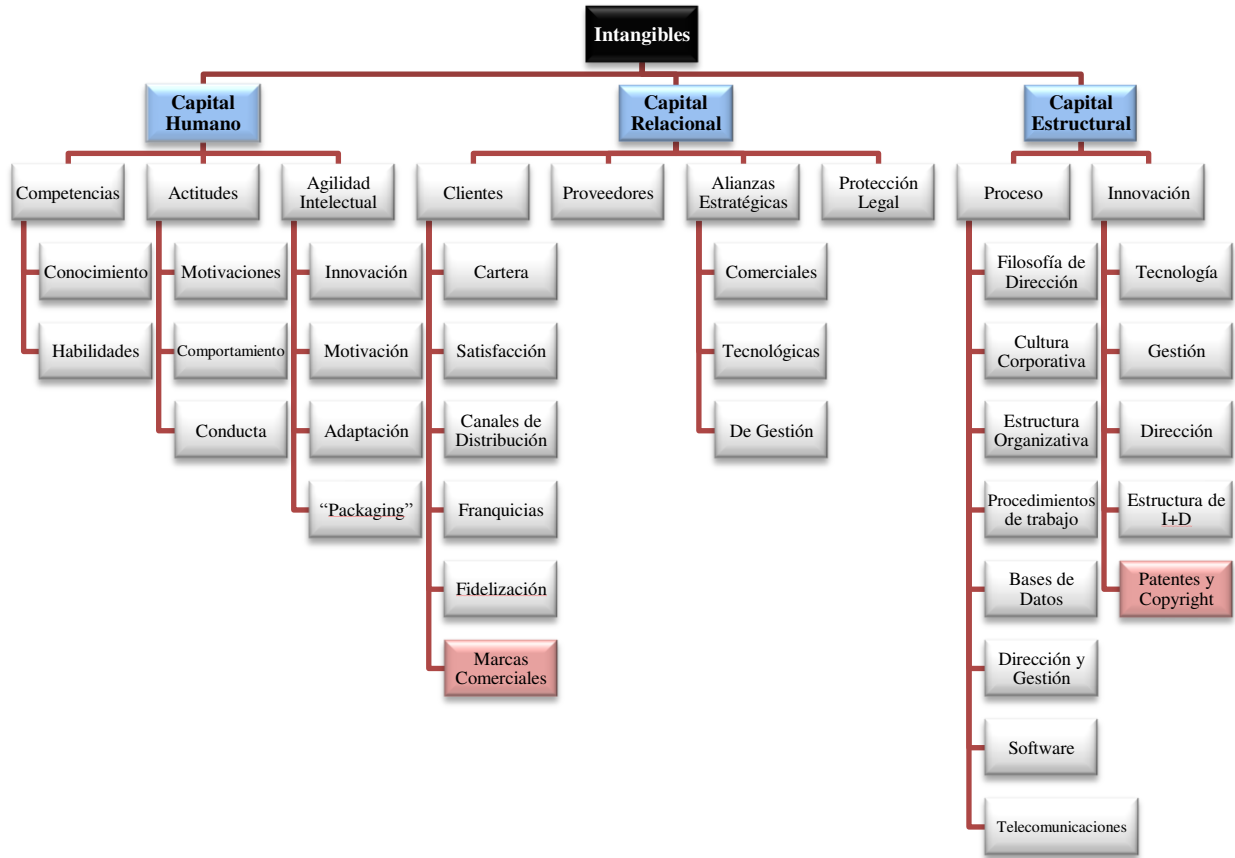 Intangibles
Capital
Humano
Capital
Relacional
Capital
Estructural
Competencias
Actitudes
Agilidad
Intelectual
Clientes
Proveedores
Alianzas
Estratégicas
Protección
Legal
Proceso
Innovación
Conocimiento
Motivaciones
Innovación
Cartera
Comerciales
Filosofía de
Dirección
Tecnología
Habilidades
Comportamiento
Motivación
Satisfacción
Tecnológicas
Cultura
Corporativa
Gestión
Conducta
Adaptación
Canales de
Distribución
De Gestión
Estructura
Organizativa
Dirección
“Packaging”
Franquicias
Procedimientos
de trabajo
Estructura de
I+D
Fidelización
Bases de
Datos
Patentes y
Copyright
Marcas
Comerciales
Dirección y
Gestión
Software
Telecomunicaciones